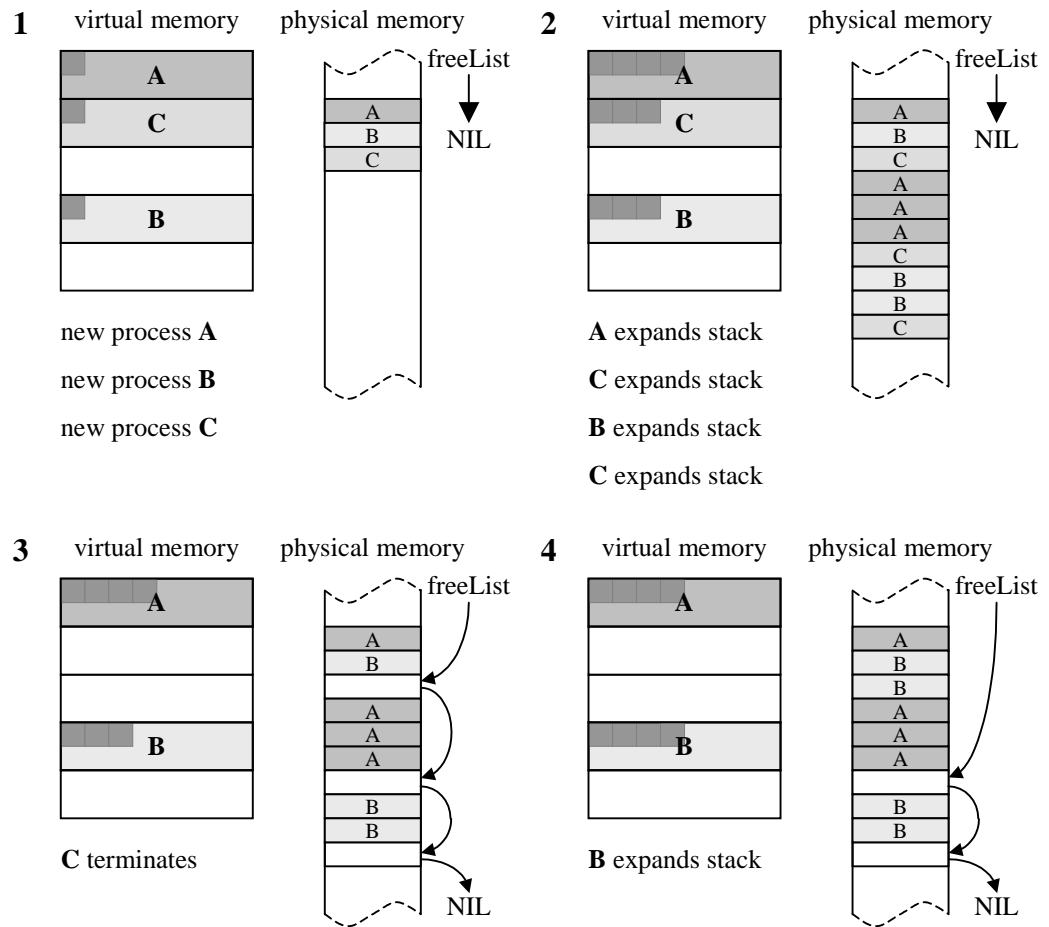 1 virtual memory physical memory
freeList
A
C
B
A
B
C
NIL
new process A
new process B
new process C
2 virtual memory physical memory
freeList
A
C
B
A
B
C
A
A
A
C
B
B
C
NIL
A expands stack
C expands stack
B expands stack
C expands stack
3 virtual memory physical memory
freeList
A
B
A
B
A
A
A
B
B
NIL
C terminates
4 virtual memory physical memory
freeList
A
B
A
B
B
A
A
A
B
B
NIL
B expands stack